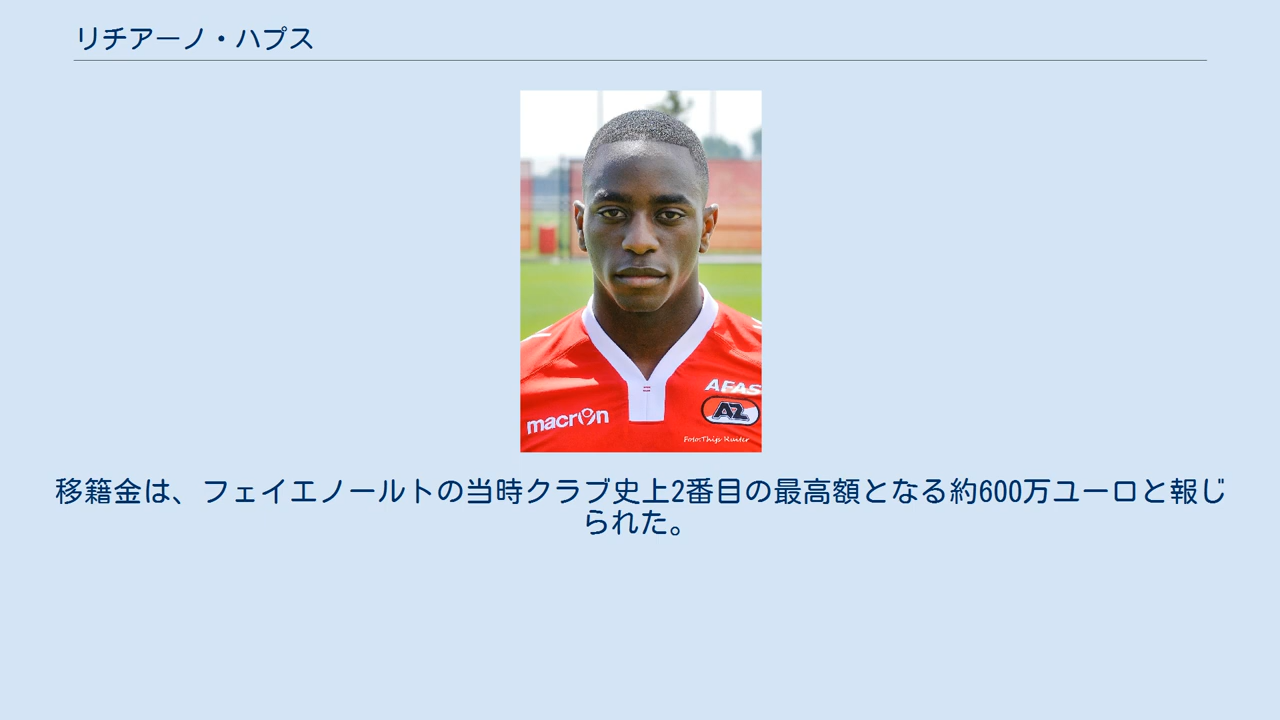 リチアーノ・ハプス
AFAS
AZ
macron
Foto:Thijs Kuiter
移籍金は、フェイエノールトの当時クラブ史上2番目の最高額となる約600万ユーロと報じ
られた。